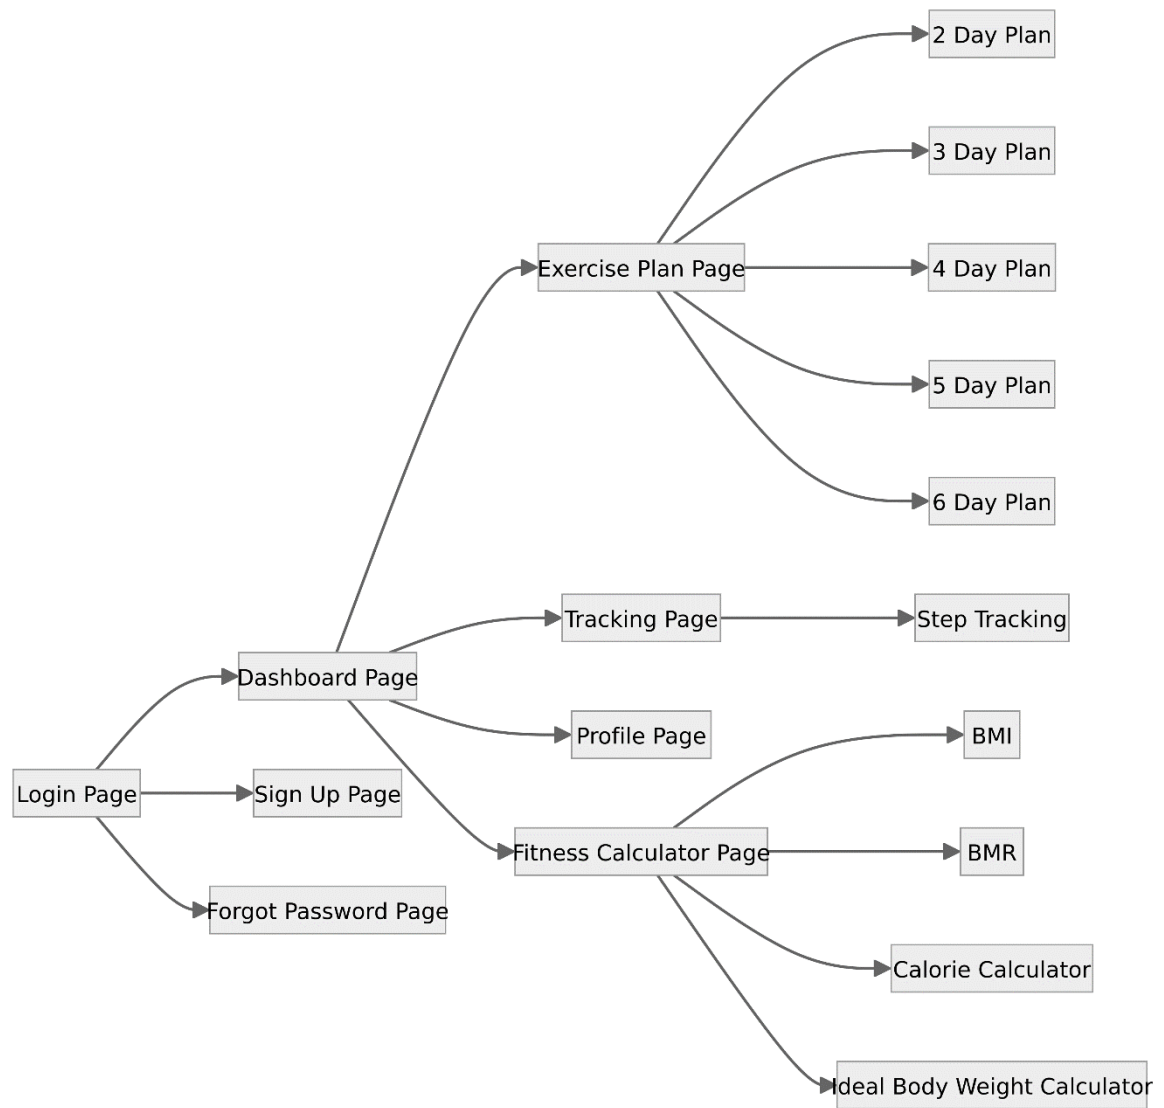 2 Day Plan
3 Day Plan
Exercise Plan Page
4 Day Plan
5 Day Plan
6 Day Plan
Tracking Page
Step Tracking
Dashboard Page
Profile Page
BMI
Login Page
Sign Up Page
Fitness Calculator Page
BMR
Forgot Password Page
Calorie Calculator
Ideal Body Weight Calculator